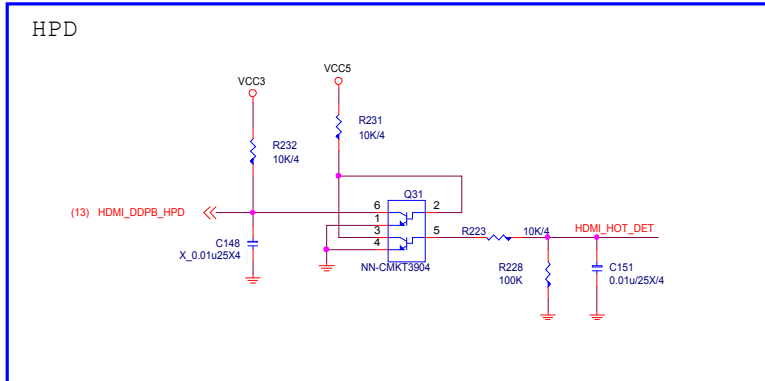 HPD
VCC3
VCC5
R231
10K/4
R232
10K/4
Q31
(13) HDMI_DDPB_HPD
6
2
1
3
5
4
R223
10K/4
HDMI_HOT_DET
C148
X_0.01u25X4
NN-CMKT3904
R228
100K
C151
0.01u/25X/4